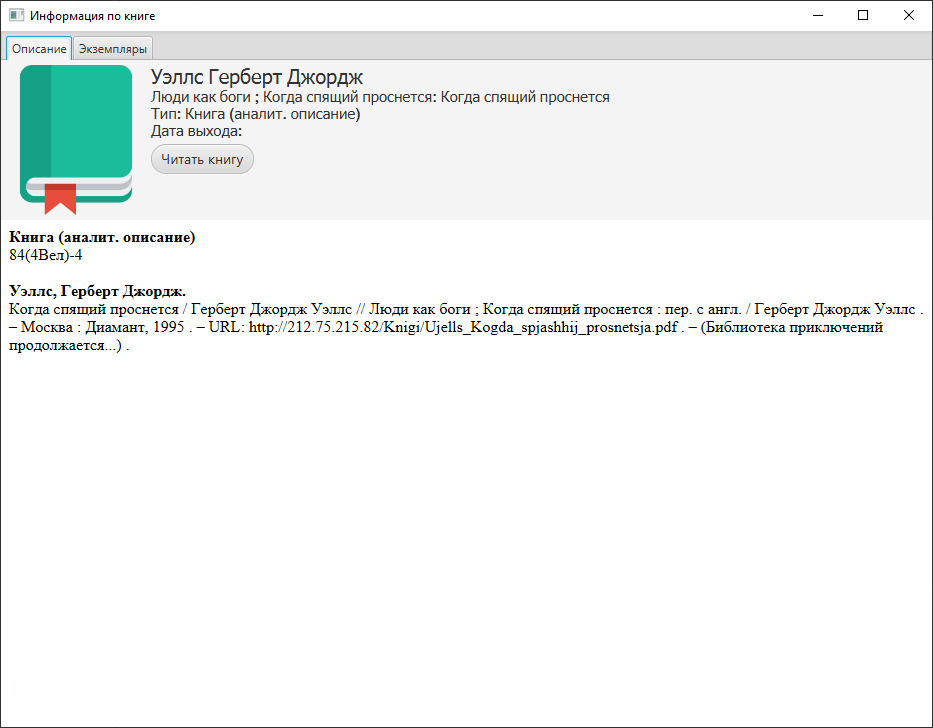 Информация по книге
Описание Экземпляры
Уэллс Герберт Джордж
Люди как боги ; Когда спящий проснется: Когда спящий проснется
Тип: Книга (аналит. описание)
Дата выхода:
Читать книгу
Книга (аналит. описание)
84(4Вел)-4
Уэллс, Герберт Джордж.
Когда спящий проснется / Герберт Джордж Уэллс // Люди как боги ; Когда спящий проснется : пер. с англ. / Герберт Джордж Уэллс .
– Москва : Диамант, 1995 . – URL: http://212.75.215.82/Knigi/Ujells_Kogda_spjashhij_prosnetsja.pdf . – (Библиотека приключений
продолжается...) .